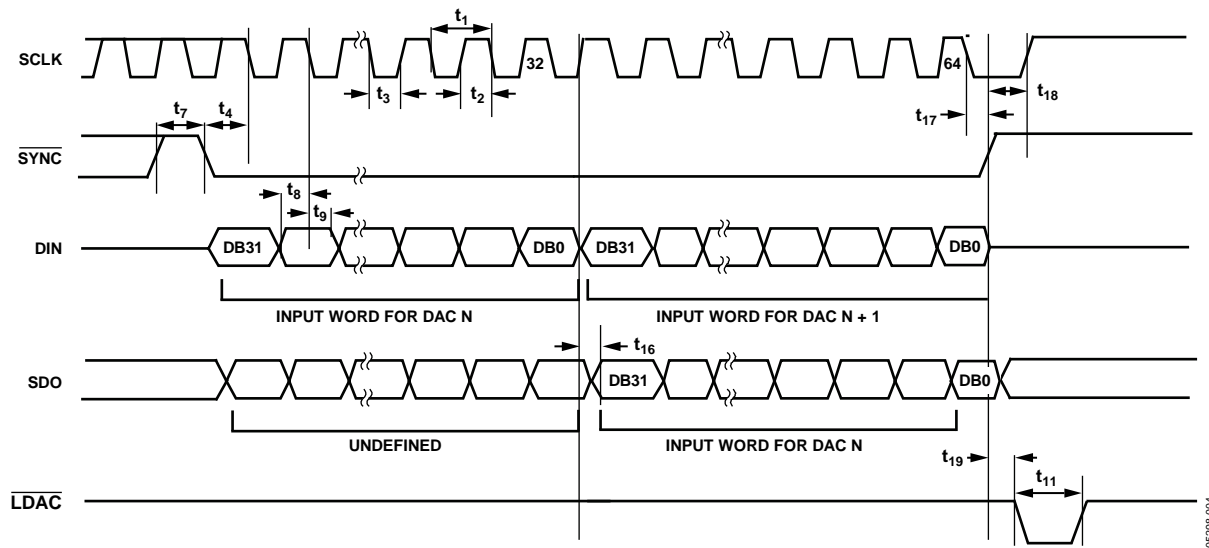 t1
SCLK
32
64
t3
t2
t18
t17
t7
t4
SYNC
t8
t9
DIN
DB31
DB0
DB31
DB0
INPUT WORD FOR DAC N
INPUT WORD FOR DAC N + 1
t16
SDO
DB31
DB0
UNDEFINED
INPUT WORD FOR DAC N
t19
t11
LDAC